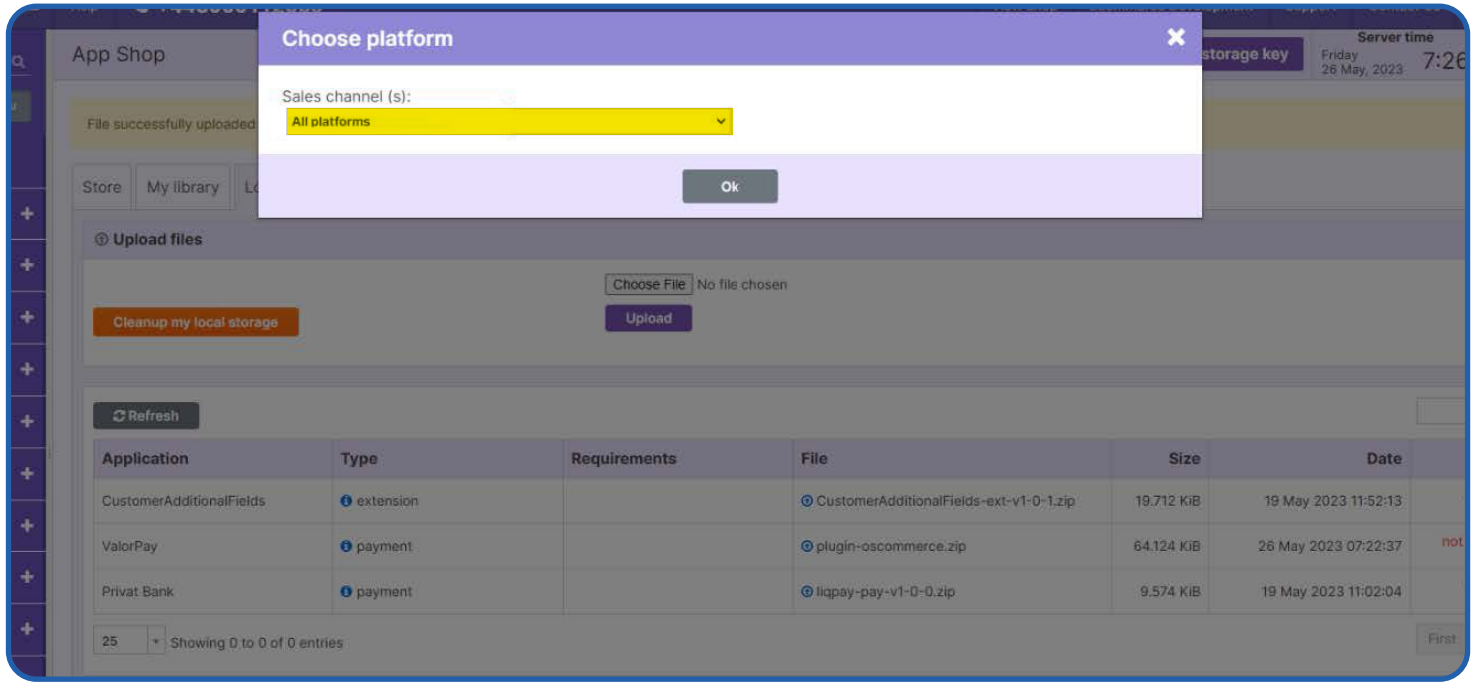 Choose platform
App Shop
storage key
Server time
Friday
26 May, 2023
7:26
Sales channel (s):
All platforms
File successfully uploaded
Ok
Store
My library
Upload files
Choose File No file chosen
Cleanup my local storage
Upload
Refresh
Application Type Requirements File Size Date
CustomerAdditionalFields extension CustomerAdditionalFields-ext-v1-0-1.zip 19.712 KiB 19 May 2023 11:52:13
ValorPay payment plugin-oscommerce.zip 64.124 KiB 26 May 2023 07:22:37 not
Privat Bank payment liqpay-pay-v1-0-0.zip 9.574 KiB 19 May 2023 11:02:04
25 Showing 0 to 0 of 0 entries
First